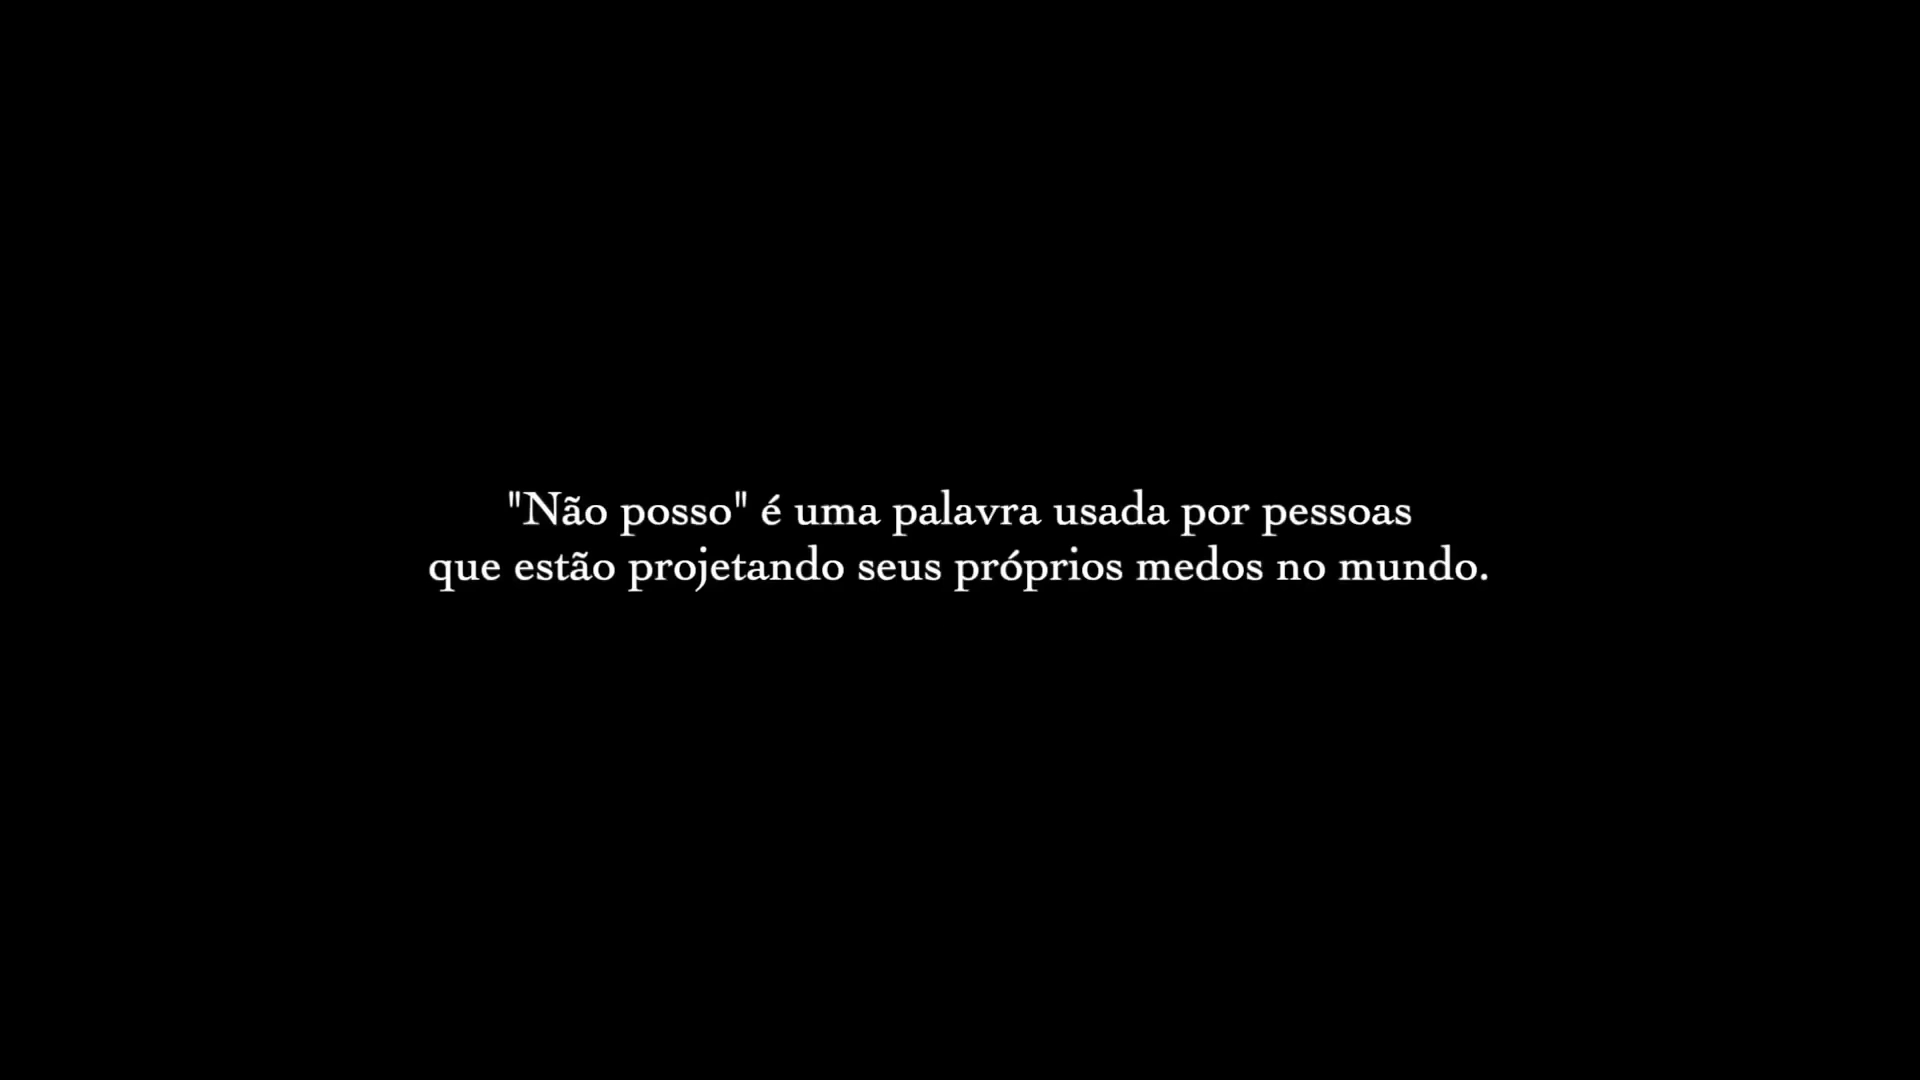 "Não posso" é uma palavra usada por pessoas
que estão projetando seus próprios medos no mundo.